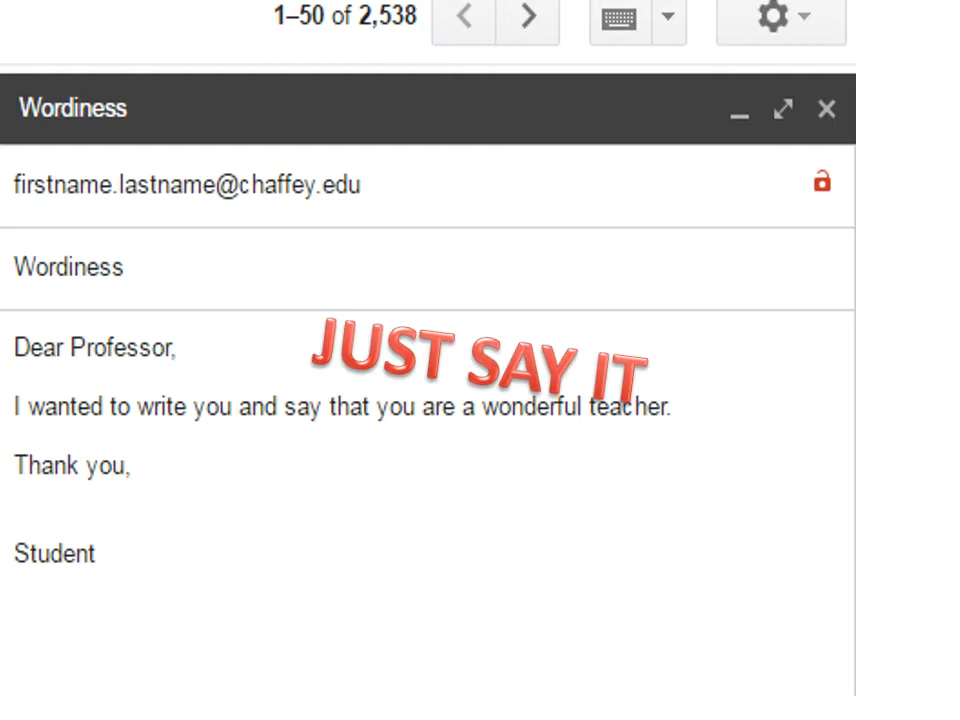 1–50 of 2,538
Wordiness
firstname.lastname@chaffey.edu
Wordiness
Dear Professor,
JUST SAY IT
I wanted to write you and say that you are a wonderful teacher.
Thank you,
Student